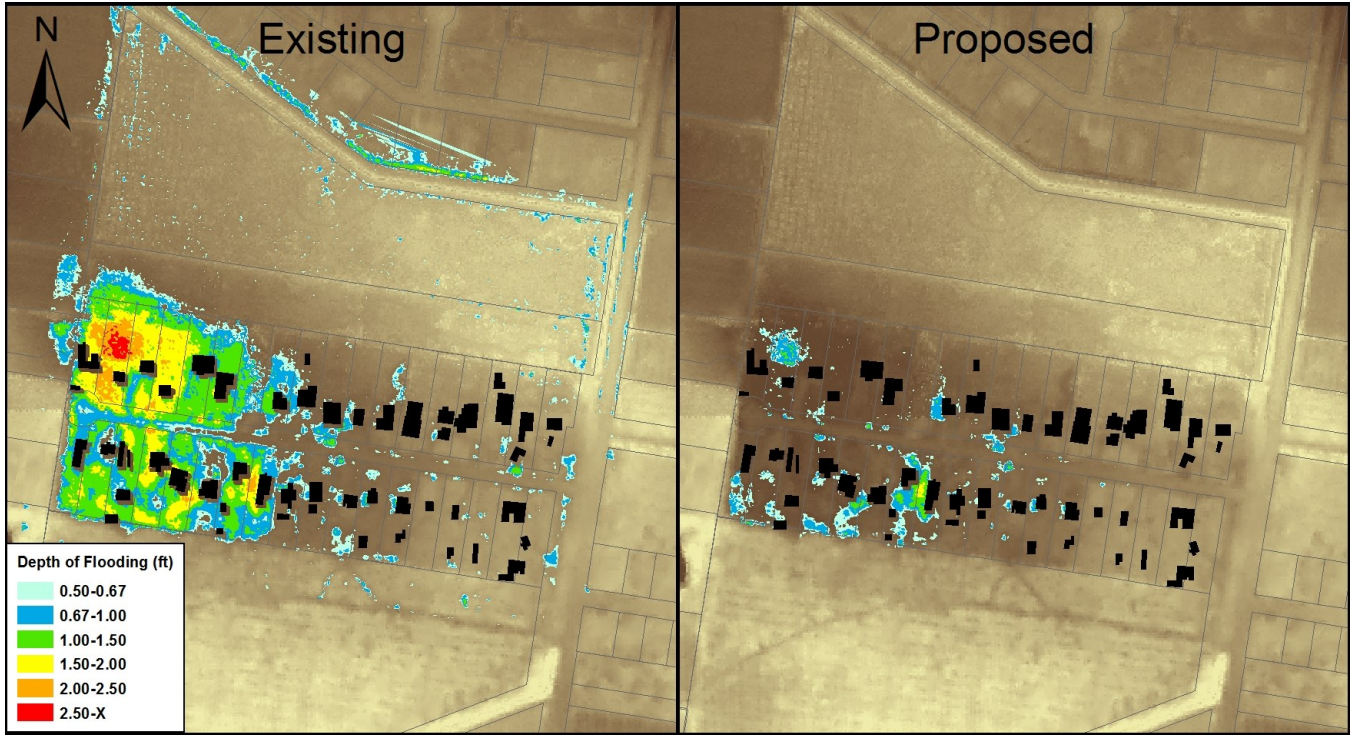 Existing
Proposed
N
Depth of Flooding (ft)
0.50-0.67
0.67-1.00
1.00-1.50
1.50-2.00
2.00-2.50
2.50-X